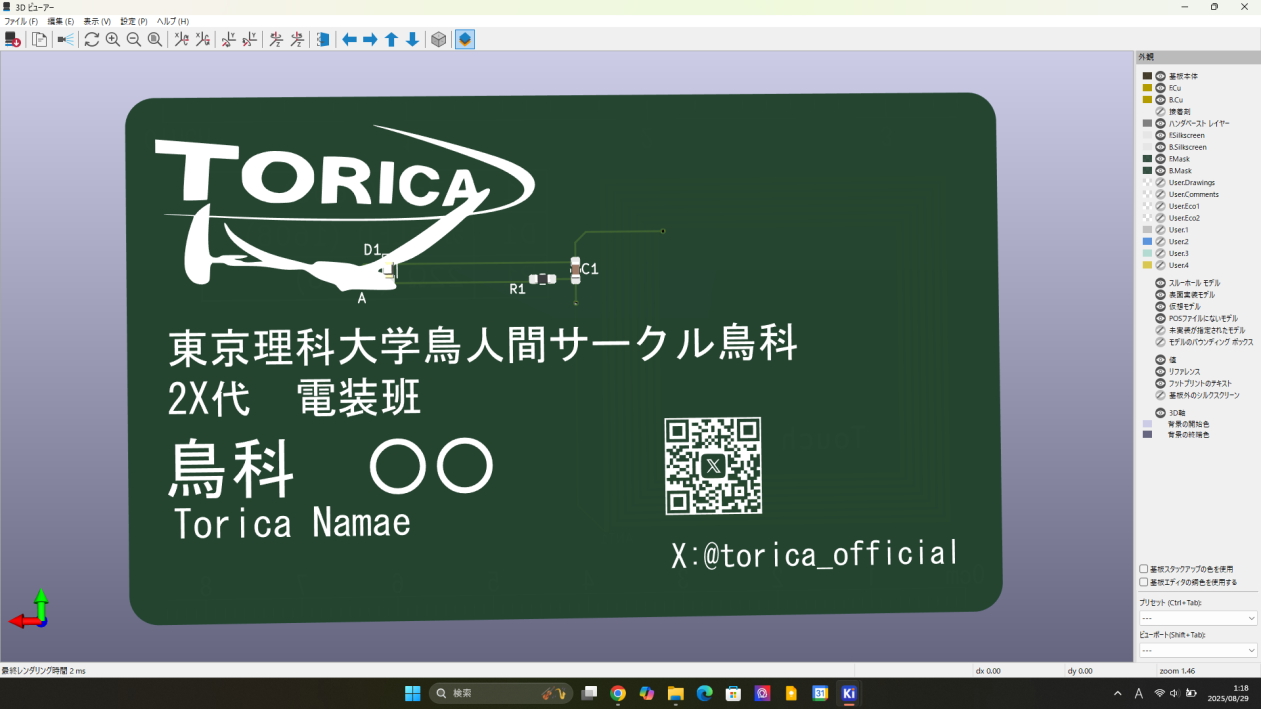 3D ビューアー
ファイル (F) 編集 (E) 表示 (V) 設定 (P) ヘルプ (H)
TORICA
D1
C1
R1
A
東京理科大学鳥人間サークル鳥科
2X代　電装班
鳥科　〇〇
Torica Namae
X:@torica_official
外観
基板本体
F.Cu
B.Cu
接着剤
ハンダペースト レイヤー
F.Silkscreen
B.Silkscreen
F.Mask
B.Mask
User.Drawings
User.Comments
User.Eco1
User.Eco2
User.1
User.2
User.3
User.4
スルーホール モデル
表面実装モデル
仮想モデル
POSファイルにないモデル
未実装が指定されたモデル
モデルのバウンディング ボックス
値
リファレンス
フットプリントのテキスト
基板外のシルクスクリーン
3D軸
背景の開始色
背景の終端色
基板スタックアップの色を使用
基板エディタの銅色を使用する
プリセット (Ctrl+Tab):
---
ビューポート(Shift+Tab):
---
最終レンダリング時間 2 ms
dx 0.00
dy 0.00
zoom 1.46
検索
31
Ki
A
1:18
2025/08/29